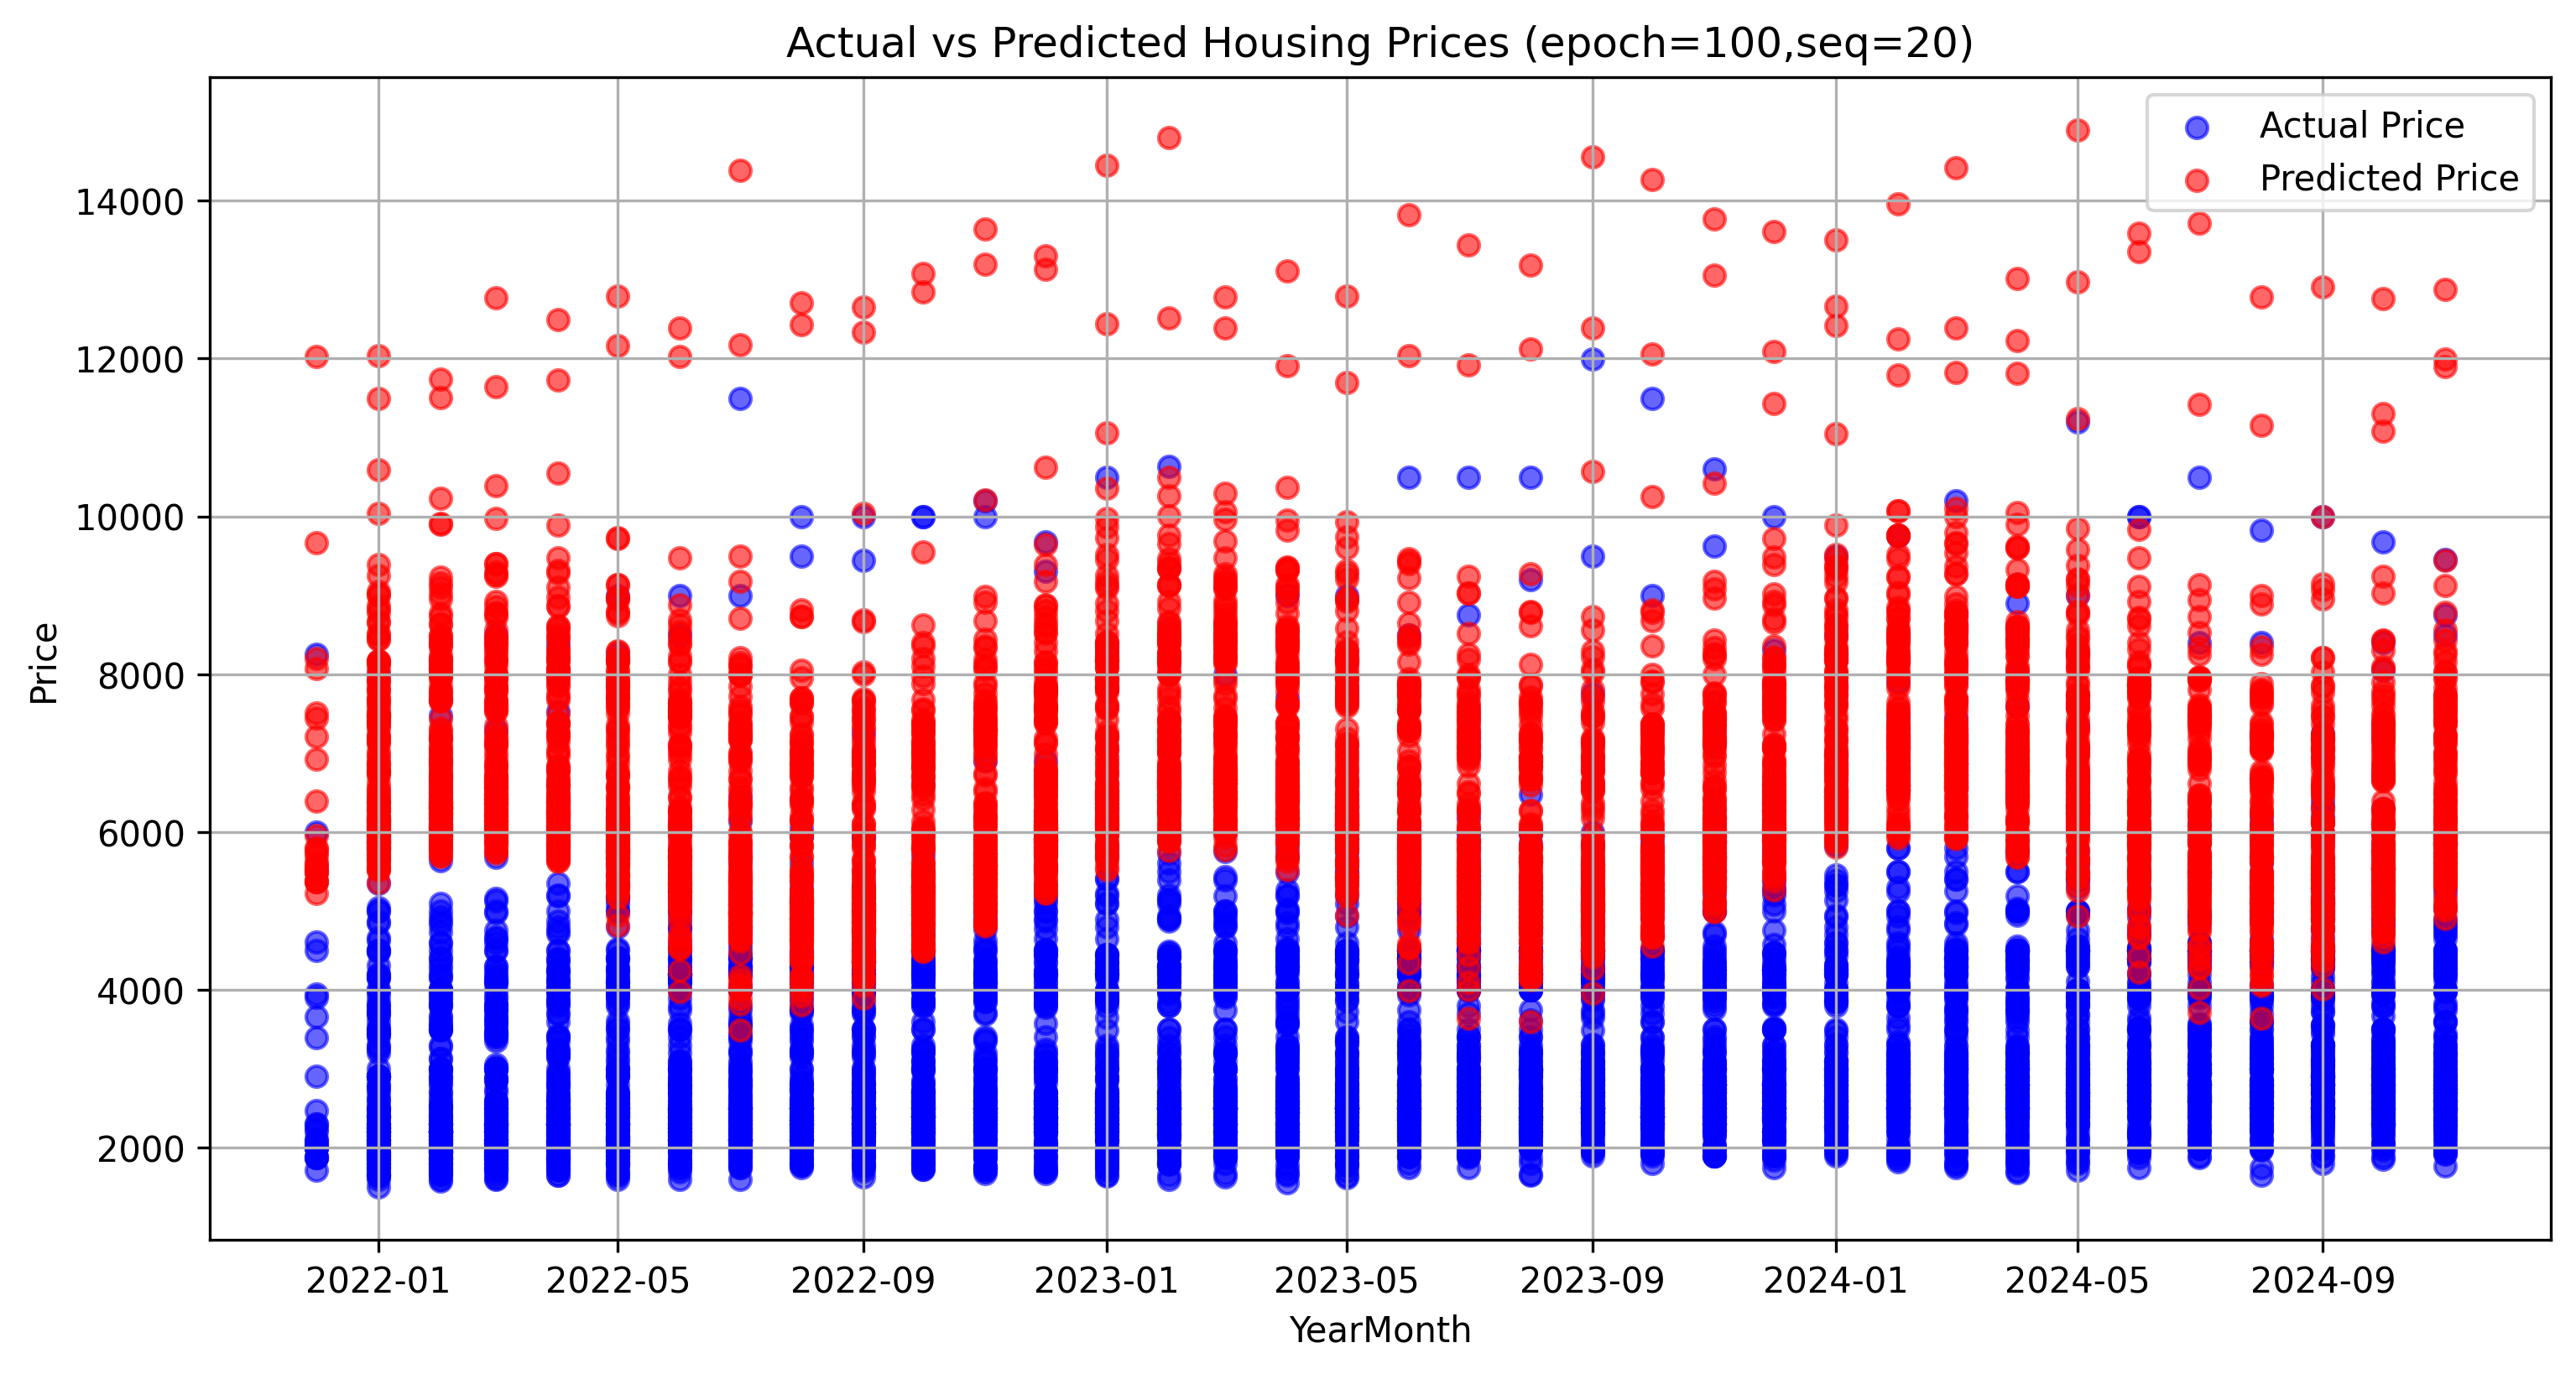 Actual vs Predicted Housing Prices (epoch=100,seq=20)
Actual Price
Predicted Price
Price
14000
12000
10000
8000
6000
4000
2000
2022-01 2022-05 2022-09 2023-01 2023-05 2023-09 2024-01 2024-05 2024-09
YearMonth